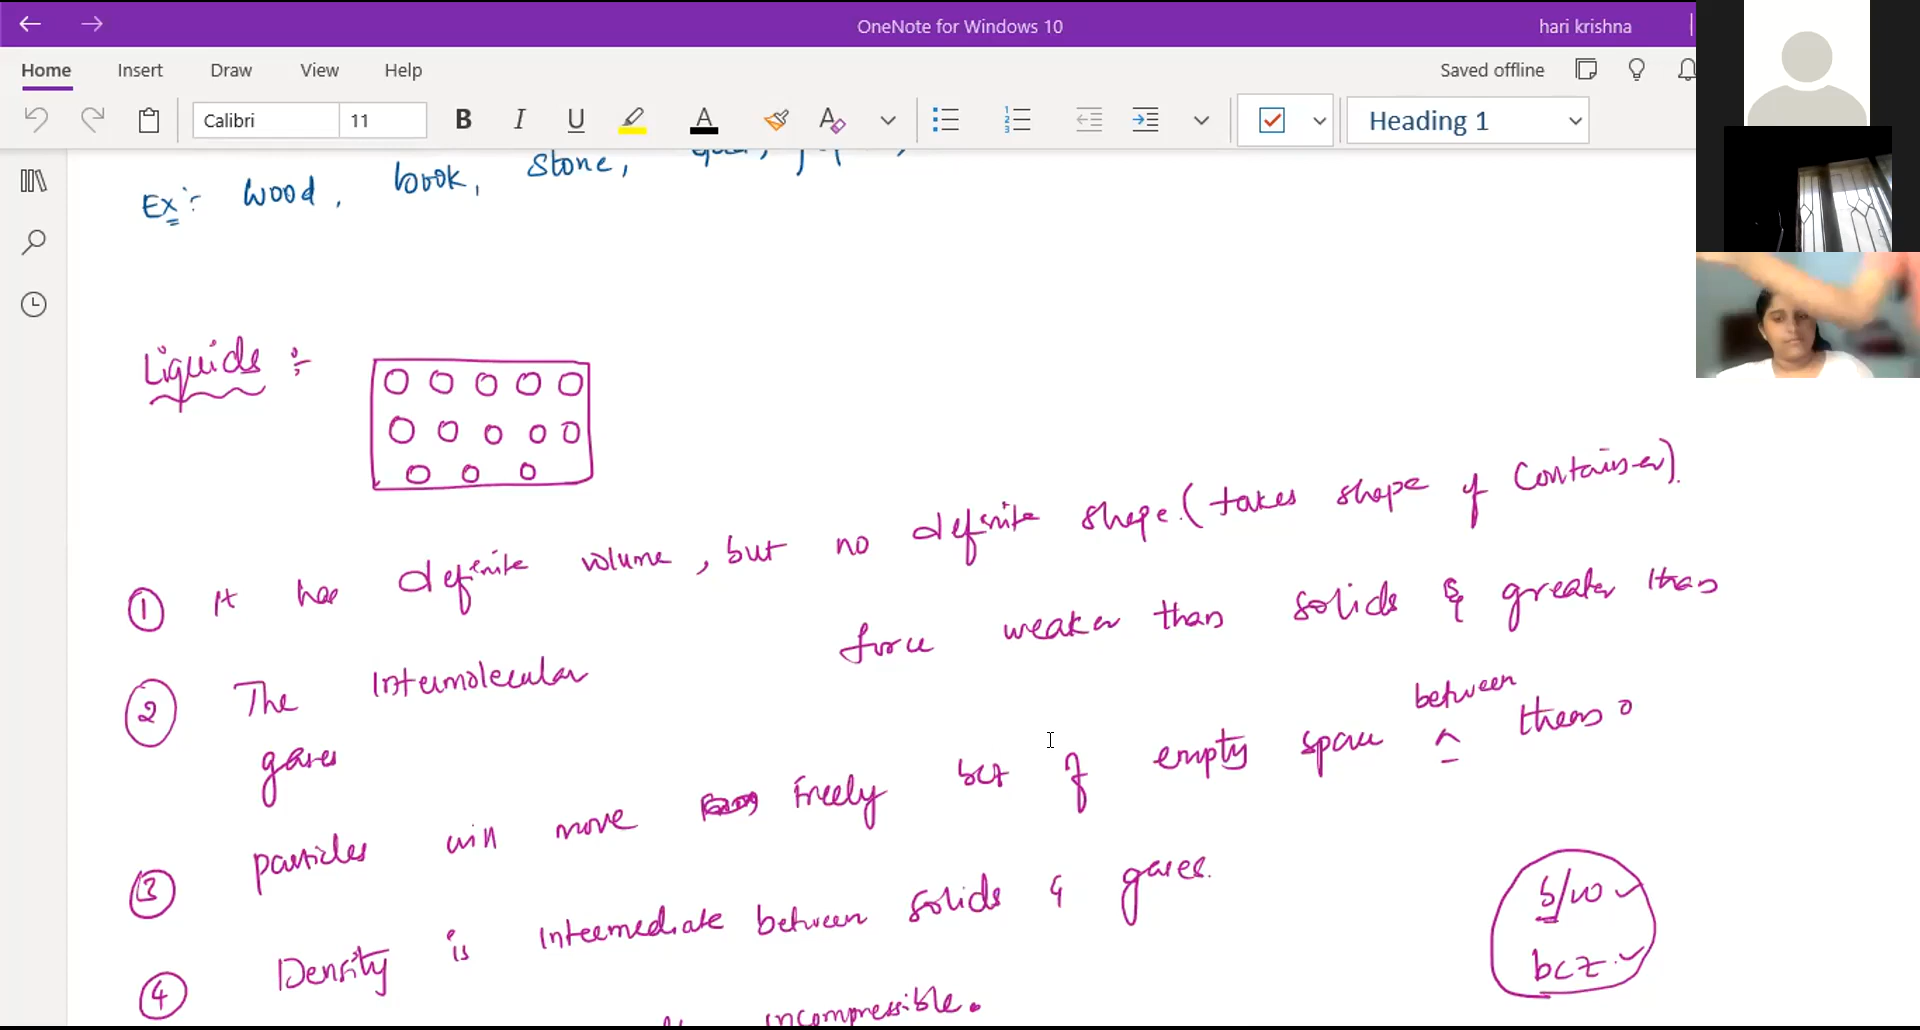 OneNote for Windows 10
hari krishna
Home Insert Draw View Help
Saved offline
Calibri 11 B I U A A Heading 1
Ex:- Wood, book, stone,
Liquids :-
① It has definite volume, but no definite shape. (takes shape of Container).
② The Intermolecular force weaker than solids & greater than
gases
③ particles will move Freely bcz of empty space ^ them
between
④ Density is Intermediate between solids & gases.
b/w ✓
bcz. ✓
incompressible.